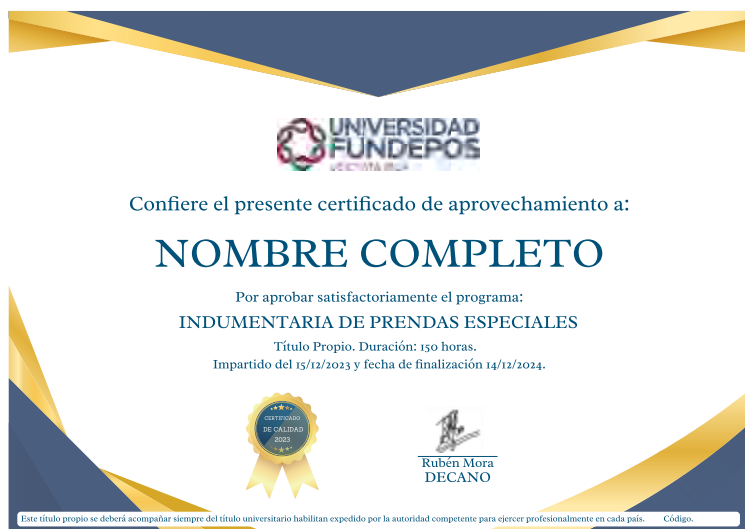 UNIVERSIDAD
FUNDEPOS
Confiere el presente certificado de aprovechamiento a:
NOMBRE COMPLETO
Por aprobar satisfactoriamente el programa:
INDUMENTARIA DE PRENDAS ESPECIALES
Título Propio. Duración: 150 horas.
Impartido del 15/12/2023 y fecha de finalización 14/12/2024.
CERTIFICADO
DE CALIDAD
2023
Rubén Mora
DECANO
Este título propio se deberá acompañar siempre del título universitario habilitan expedido por la autoridad competente para ejercer profesionalmente en cada país. Código.